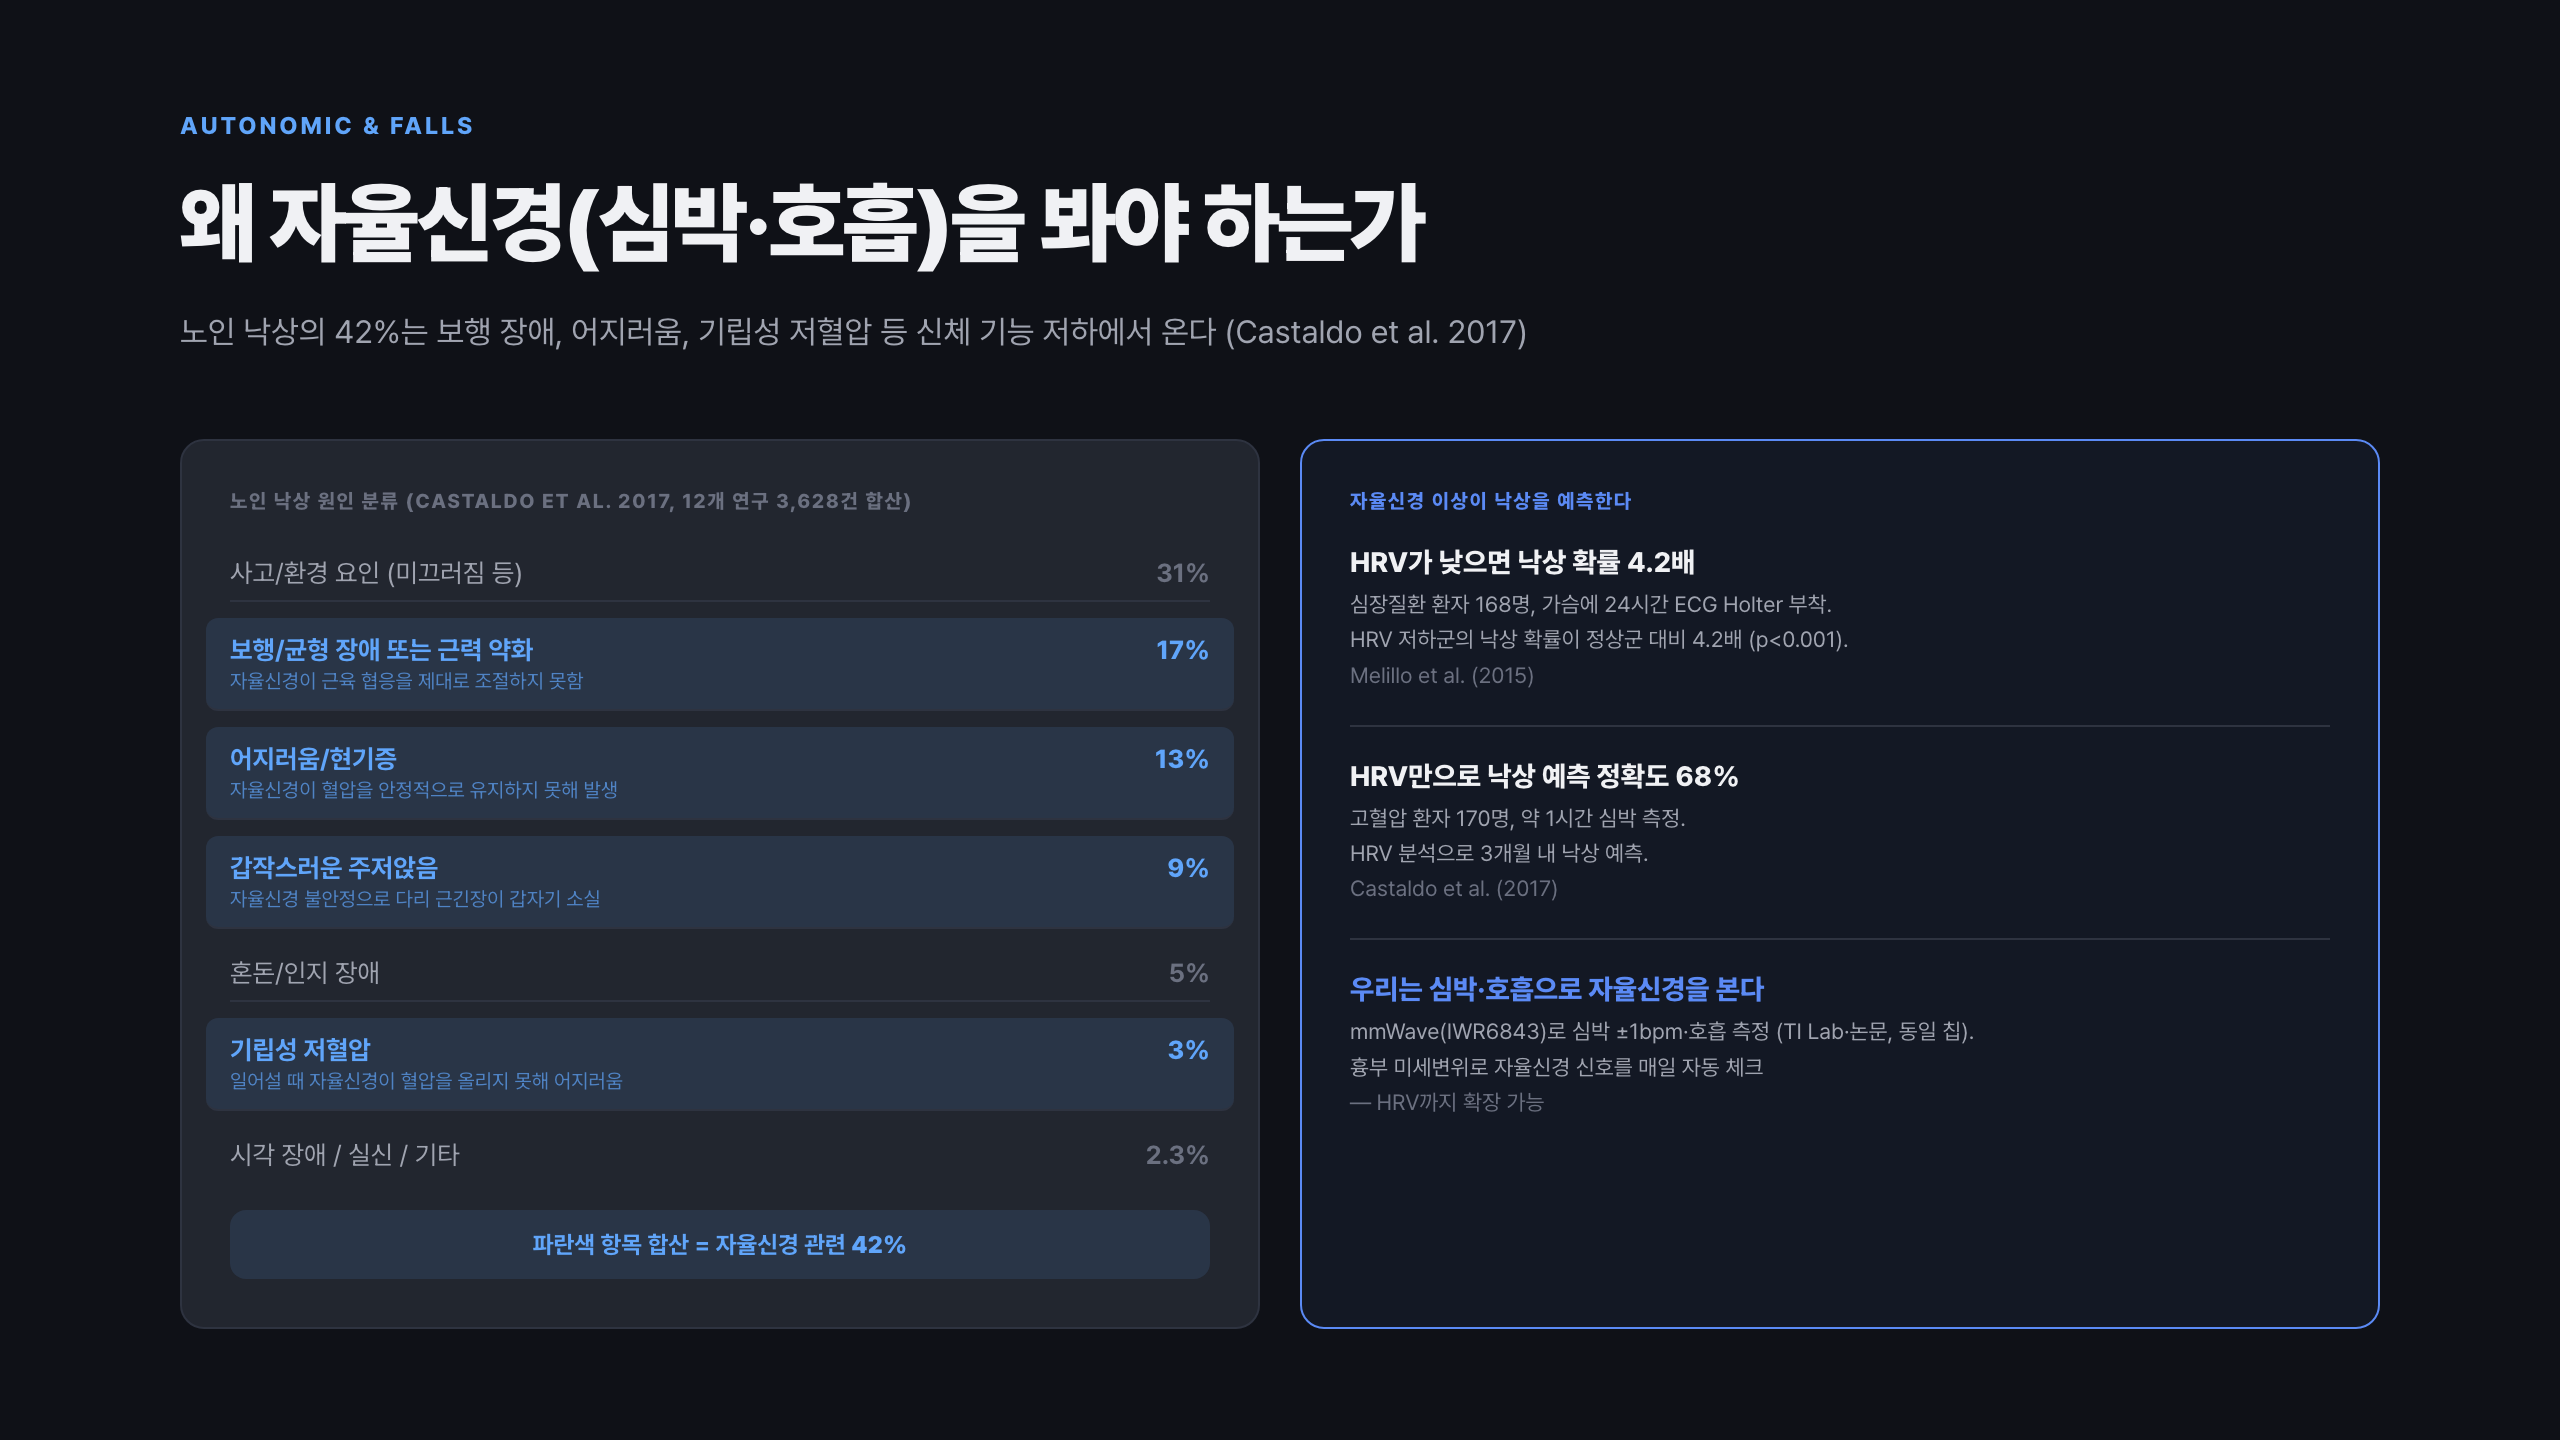 AUTONOMIC & FALLS
왜 자율신경(심박·호흡)을 봐야 하는가
노인 낙상의 42%는 보행 장애, 어지러움, 기립성 저혈압 등 신체 기능 저하에서 온다 (Castaldo et al. 2017)
노인 낙상 원인 분류 (CASTALDO ET AL. 2017, 12개 연구 3,628건 합산)
사고/환경 요인 (미끄러짐 등) 31%
보행/균형 장애 또는 근력 약화 17%
자율신경이 근육 협응을 제대로 조절하지 못함
어지러움/현기증 13%
자율신경이 혈압을 안정적으로 유지하지 못해 발생
갑작스러운 주저앉음 9%
자율신경 불안정으로 다리 근긴장이 갑자기 소실
혼돈/인지 장애 5%
기립성 저혈압 3%
일어설 때 자율신경이 혈압을 올리지 못해 어지러움
시각 장애 / 실신 / 기타 2.3%
파란색 항목 합산 = 자율신경 관련 42%
자율신경 이상이 낙상을 예측한다
HRV가 낮으면 낙상 확률 4.2배
심장질환 환자 168명, 가슴에 24시간 ECG Holter 부착.
HRV 저하군의 낙상 확률이 정상군 대비 4.2배 (p<0.001).
Melillo et al. (2015)
HRV만으로 낙상 예측 정확도 68%
고혈압 환자 170명, 약 1시간 심박 측정.
HRV 분석으로 3개월 내 낙상 예측.
Castaldo et al. (2017)
우리는 심박·호흡으로 자율신경을 본다
mmWave(IWR6843)로 심박 ±1bpm·호흡 측정 (TI Lab·논문, 동일 칩).
흉부 미세변위로 자율신경 신호를 매일 자동 체크
— HRV까지 확장 가능